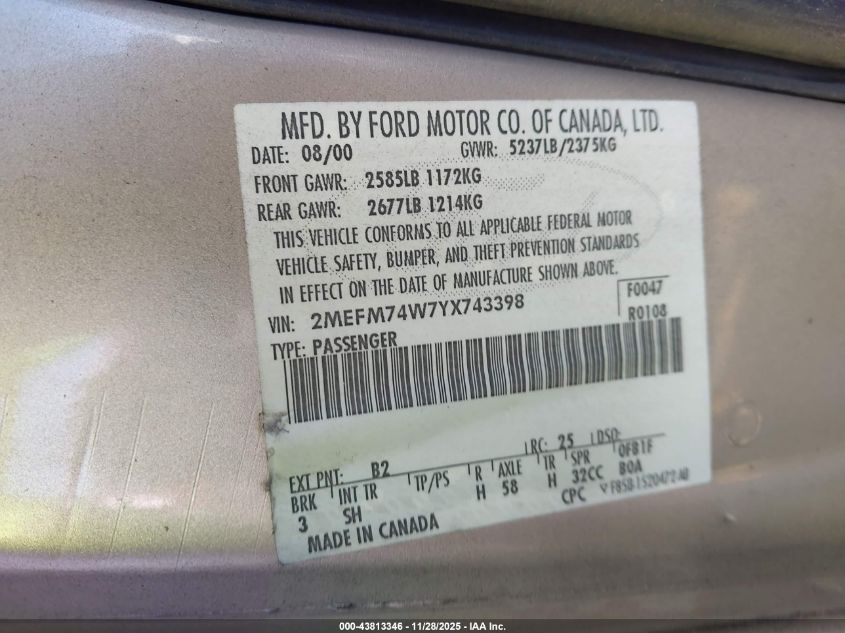 MFD. BY FORD MOTOR CO. OF CANADA, LTD.
DATE: 08/00 GVWR: 5237LB/2375KG
FRONT GAWR: 2585LB 1172KG
REAR GAWR: 2677LB 1214KG
THIS VEHICLE CONFORMS TO ALL APPLICABLE FEDERAL MOTOR
VEHICLE SAFETY, BUMPER, AND THEFT PREVENTION STANDARDS
IN EFFECT ON THE DATE OF MANUFACTURE SHOWN ABOVE.
VIN: 2MEFM74W7YX743398 F0047
TYPE: PASSENGER R0108
EXT PNT: B2 RC: 25 DSO: 0F81F
BRK INT TR TP/PS R AXLE TR SPR B0A
3 SH H 58 H 32CC
MADE IN CANADA CPC F85B-1520472-AB
000-43813346 - 11/28/2025 - IAA Inc.